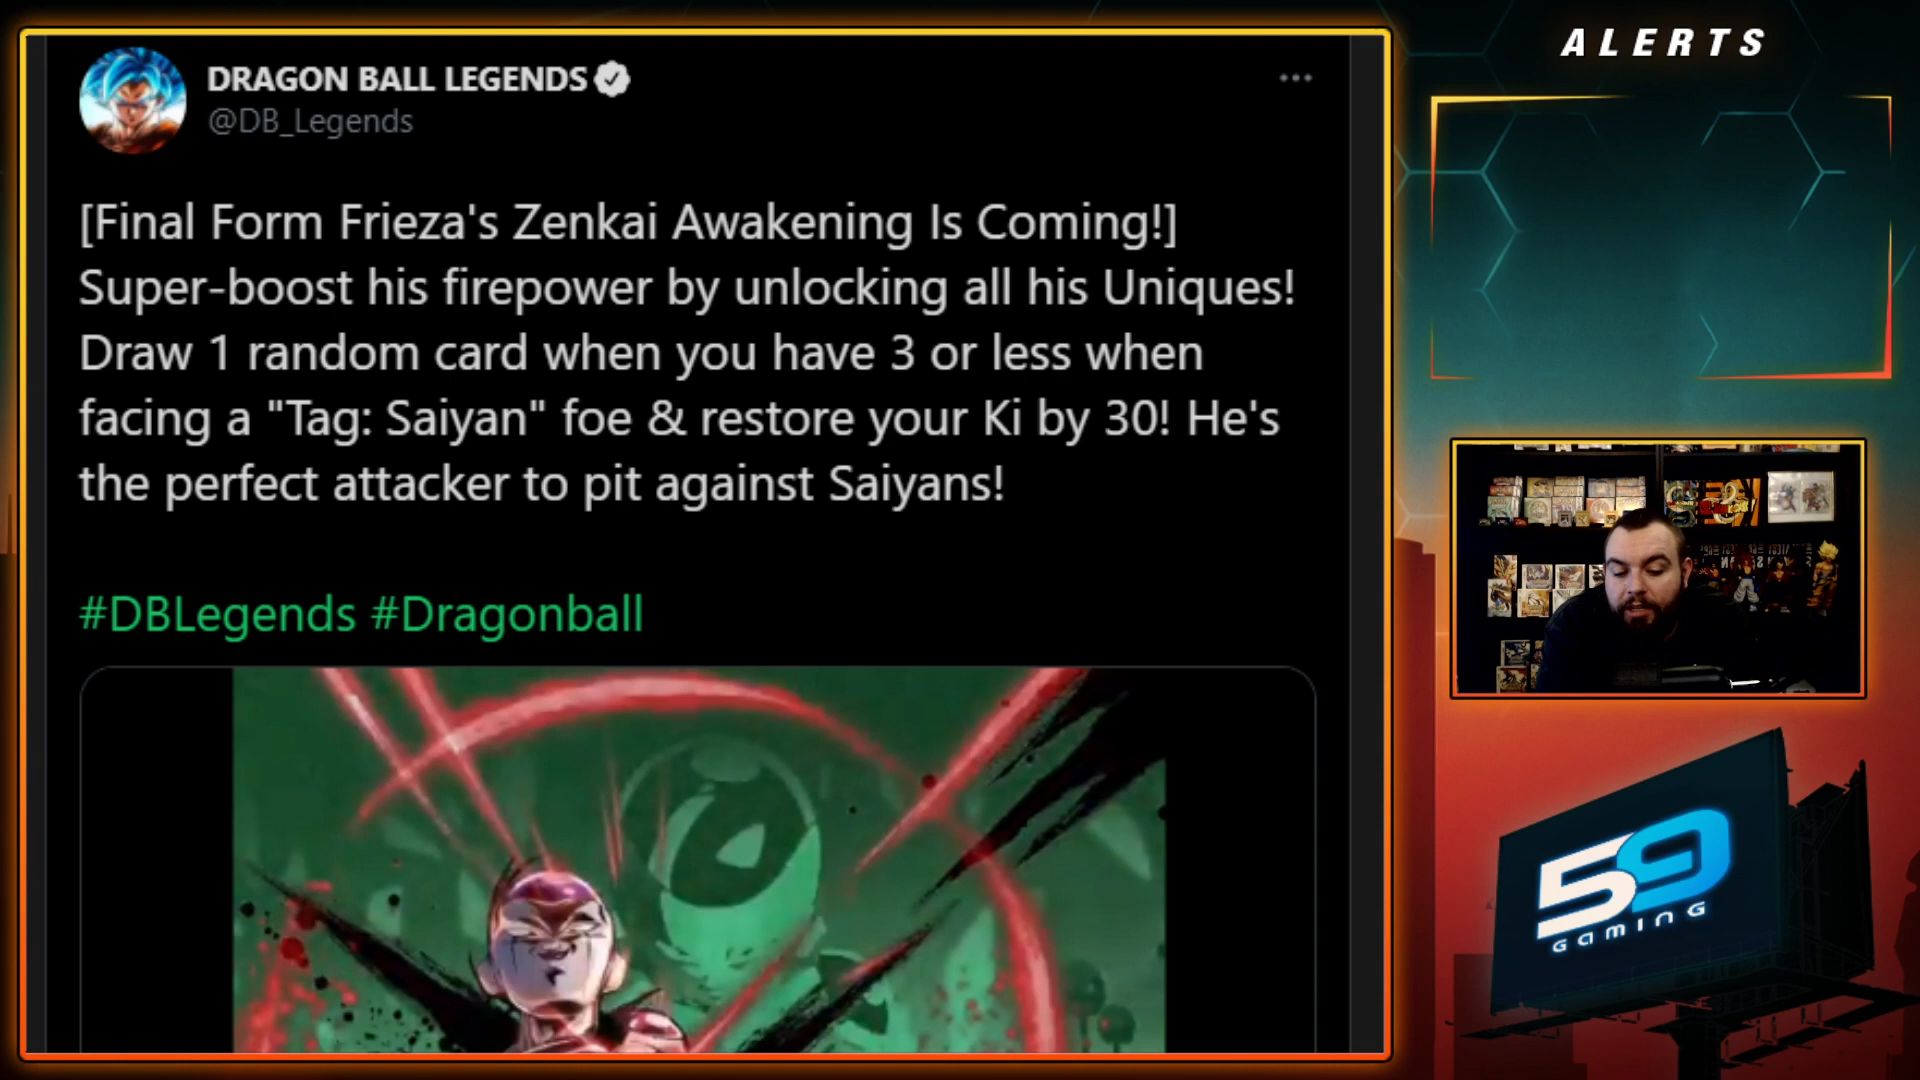 DRAGON BALL LEGENDS
@DB_Legends
[Final Form Frieza's Zenkai Awakening Is Coming!]
Super-boost his firepower by unlocking all his Uniques!
Draw 1 random card when you have 3 or less when
facing a "Tag: Saiyan" foe & restore your Ki by 30! He's
the perfect attacker to pit against Saiyans!
#DBLegends #Dragonball
ALERTS
59
GAMING